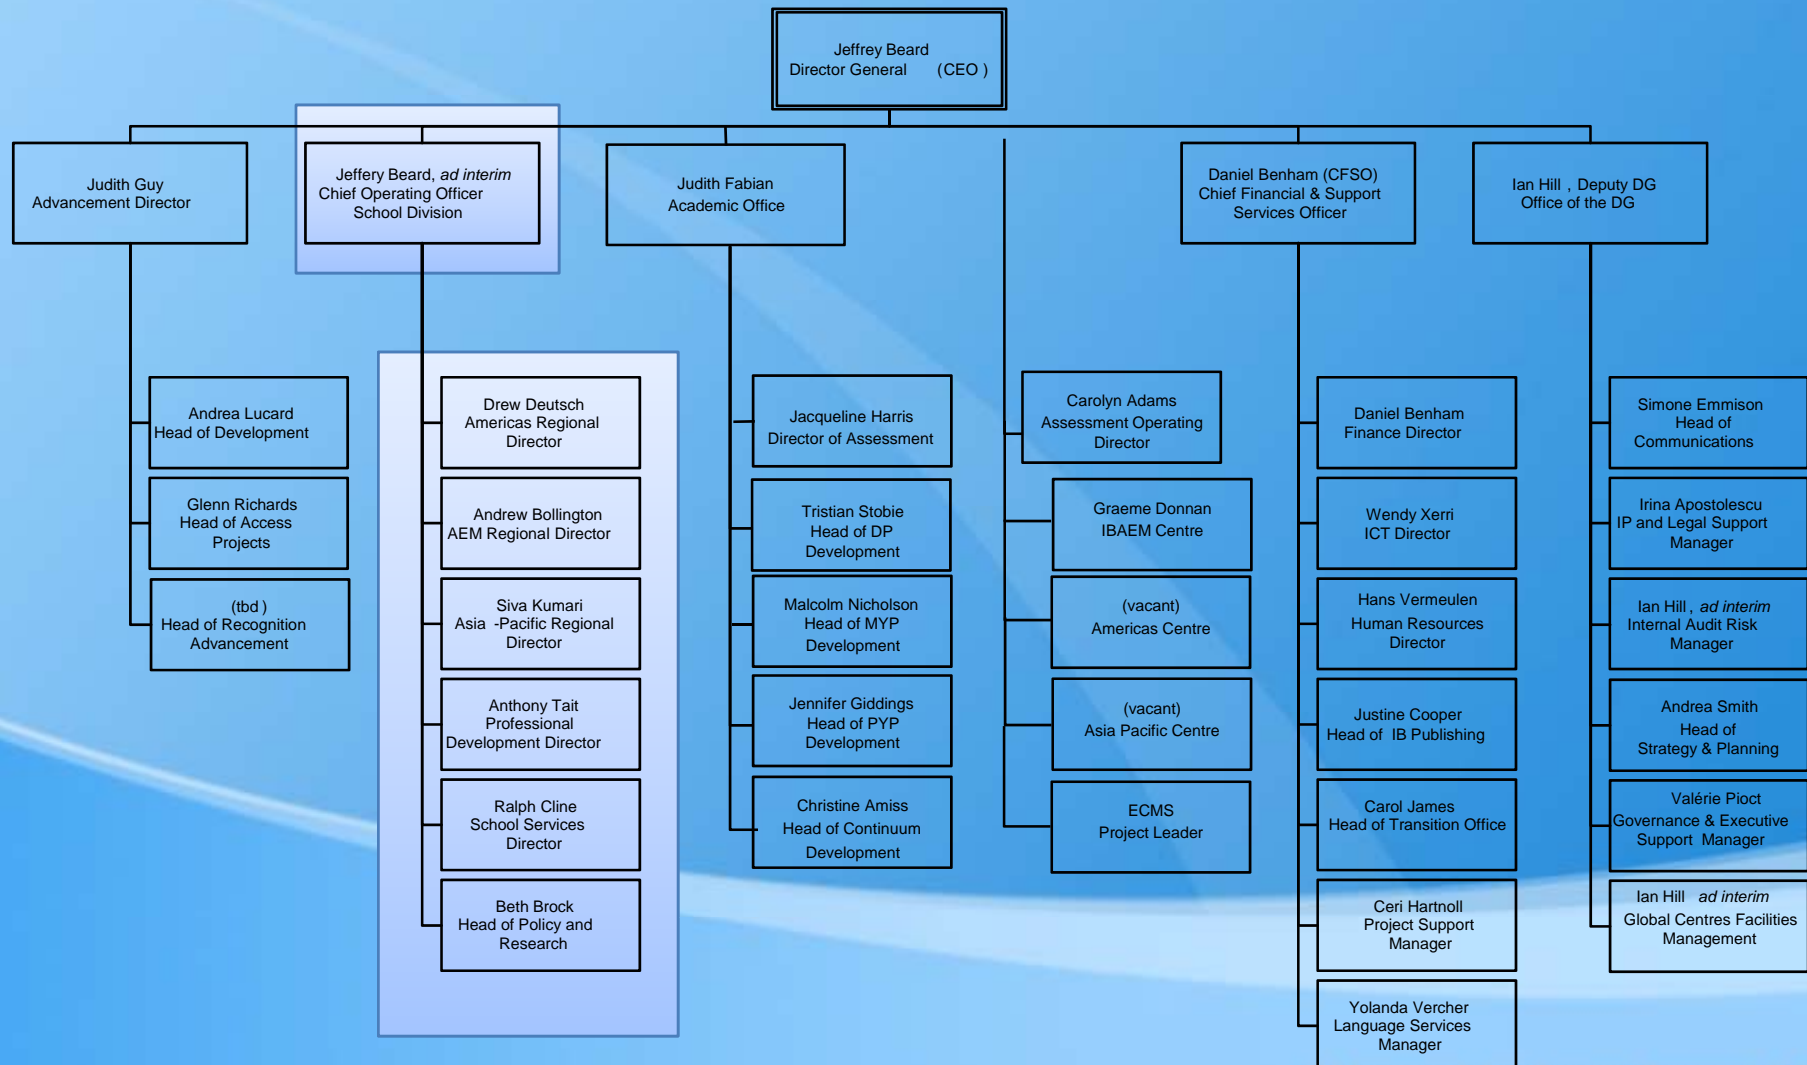 Jeffrey Beard
Director General (CEO )
Judith Guy
Advancement Director
Jeffery Beard, ad interim
Chief Operating Officer
School Division
Judith Fabian
Academic Office
Daniel Benham (CFSO)
Chief Financial & Support
Services Officer
Ian Hill , Deputy DG
Office of the DG
Andrea Lucard
Head of Development
Glenn Richards
Head of Access
Projects
(tbd )
Head of Recognition
Advancement
Drew Deutsch
Americas Regional
Director
Andrew Bollington
AEM Regional Director
Siva Kumari
Asia -Pacific Regional
Director
Anthony Tait
Professional
Development Director
Ralph Cline
School Services
Director
Beth Brock
Head of Policy and
Research
Jacqueline Harris
Director of Assessment
Tristian Stobie
Head of DP
Development
Malcolm Nicholson
Head of MYP
Development
Jennifer Giddings
Head of PYP
Development
Christine Amiss
Head of Continuum
Development
Carolyn Adams
Assessment Operating
Director
Graeme Donnan
IBAEM Centre
(vacant)
Americas Centre
(vacant)
Asia Pacific Centre
ECMS
Project Leader
Daniel Benham
Finance Director
Wendy Xerri
ICT Director
Hans Vermeulen
Human Resources
Director
Justine Cooper
Head of IB Publishing
Carol James
Head of Transition Office
Ceri Hartnoll
Project Support
Manager
Yolanda Vercher
Language Services
Manager
Simone Emmison
Head of
Communications
Irina Apostolescu
IP and Legal Support
Manager
Ian Hill , ad interim
Internal Audit Risk
Manager
Andrea Smith
Head of
Strategy & Planning
Valérie Pioct
Governance & Executive
Support Manager
Ian Hill ad interim
Global Centres Facilities
Management